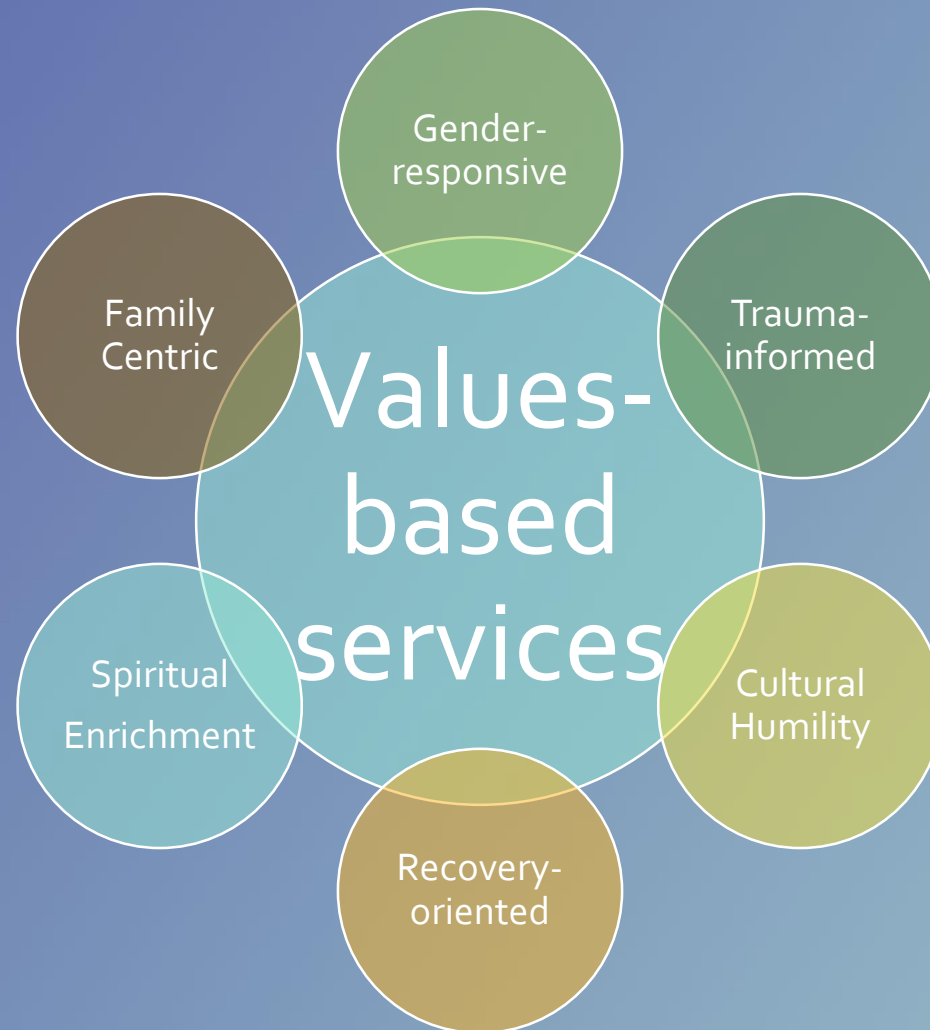 Gender-
responsive
Trauma-
informed
Cultural
Humility
Recovery-
oriented
Spiritual
Enrichment
Family
Centric
Values-
based
services